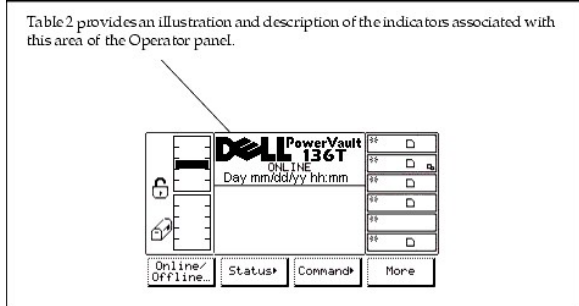 Table 2 provides an illustration and description of the indicators associated with
this area of the Operator panel.
DELL PowerVault
136T
ONLINE
Day mm/dd/yy hh:mm
Online/
Offline...
Status
Command
More